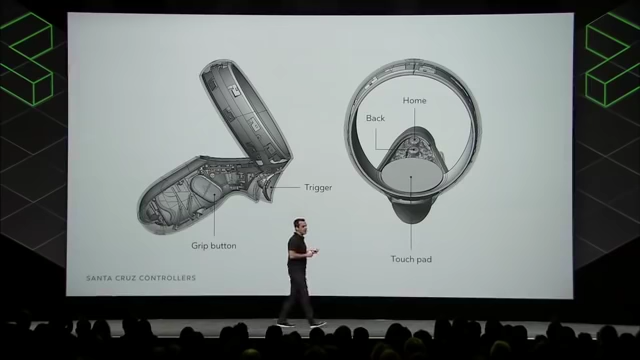 Home
Back
Trigger
Grip button
Touch pad
SANTA CRUZ CONTROLLERS